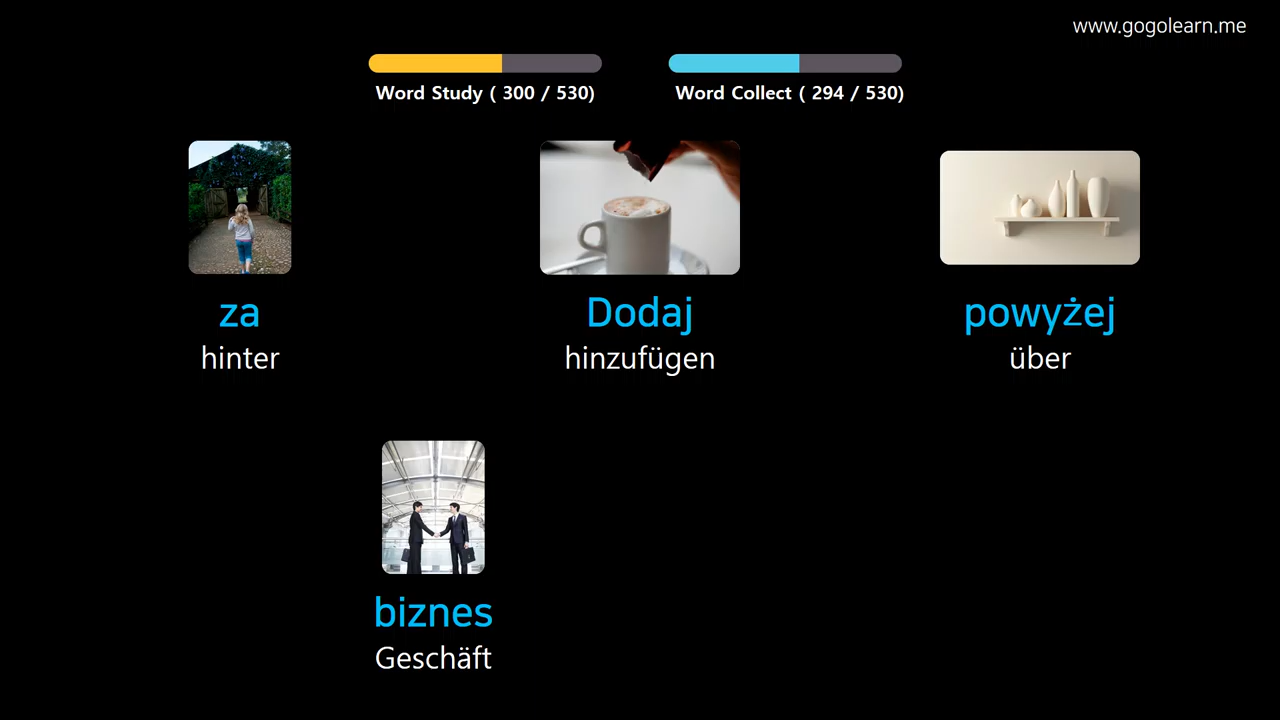 www.gogolearn.me
Word Study ( 300 / 530)
Word Collect ( 294 / 530)
za
hinter
Dodaj
hinzufügen
powyżej
über
biznes
Geschäft